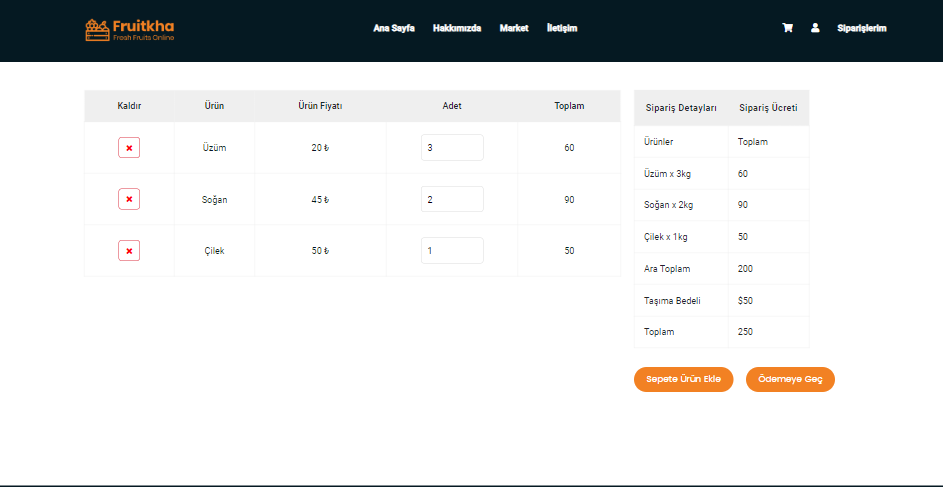 Fruitkha
Fresh Fruits Online
Ana Sayfa Hakkımızda Market İletişim
Siparişlerim
Kaldır Ürün Ürün Fiyatı Adet Toplam
Üzüm 20 ₺ 3 60
Soğan 45 ₺ 2 90
Çilek 50 ₺ 1 50
Sipariş Detayları Sipariş Ücreti
Ürünler Toplam
Üzüm x 3kg 60
Soğan x 2kg 90
Çilek x 1kg 50
Ara Toplam 200
Taşıma Bedeli $50
Toplam 250
Sepete Ürün Ekle Ödemeye Geç